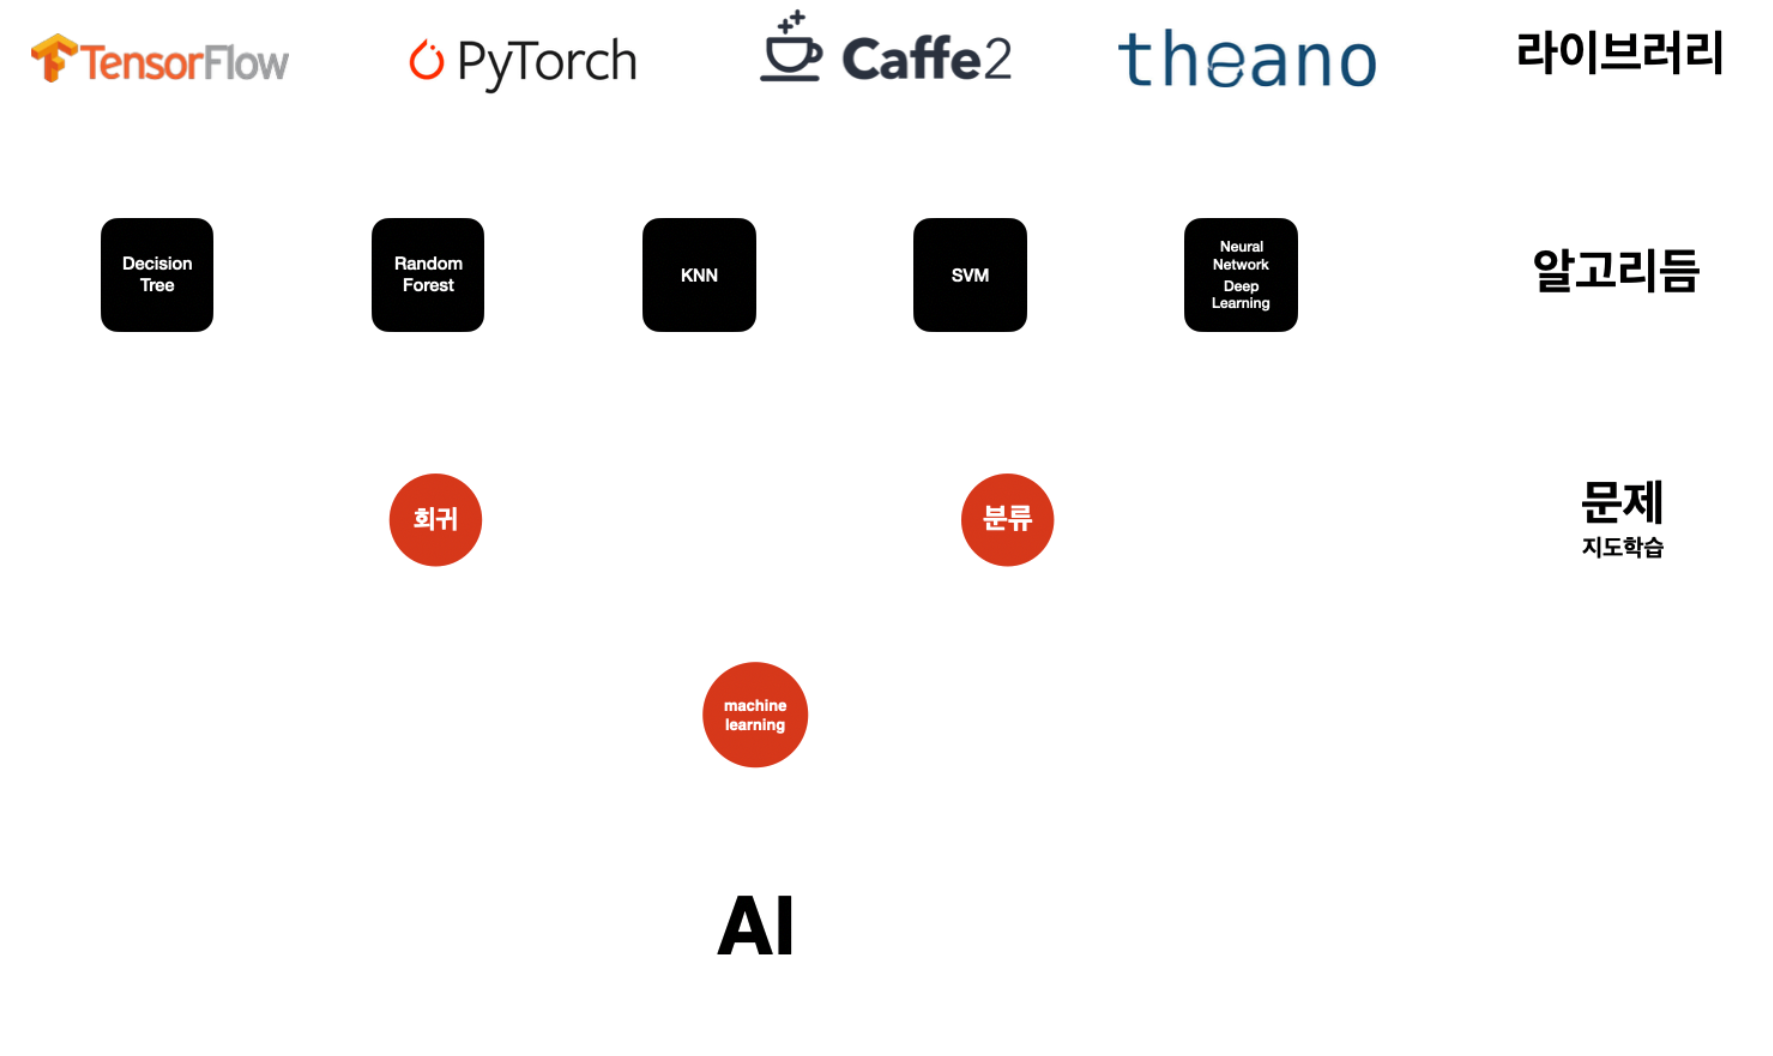 TensorFlow
PyTorch
Caffe2
theano
라이브러리
Decision
Tree
Random
Forest
KNN
SVM
Neural
Network
Deep
Learning
알고리듬
회귀
분류
문제
지도학습
machine
learning
AI